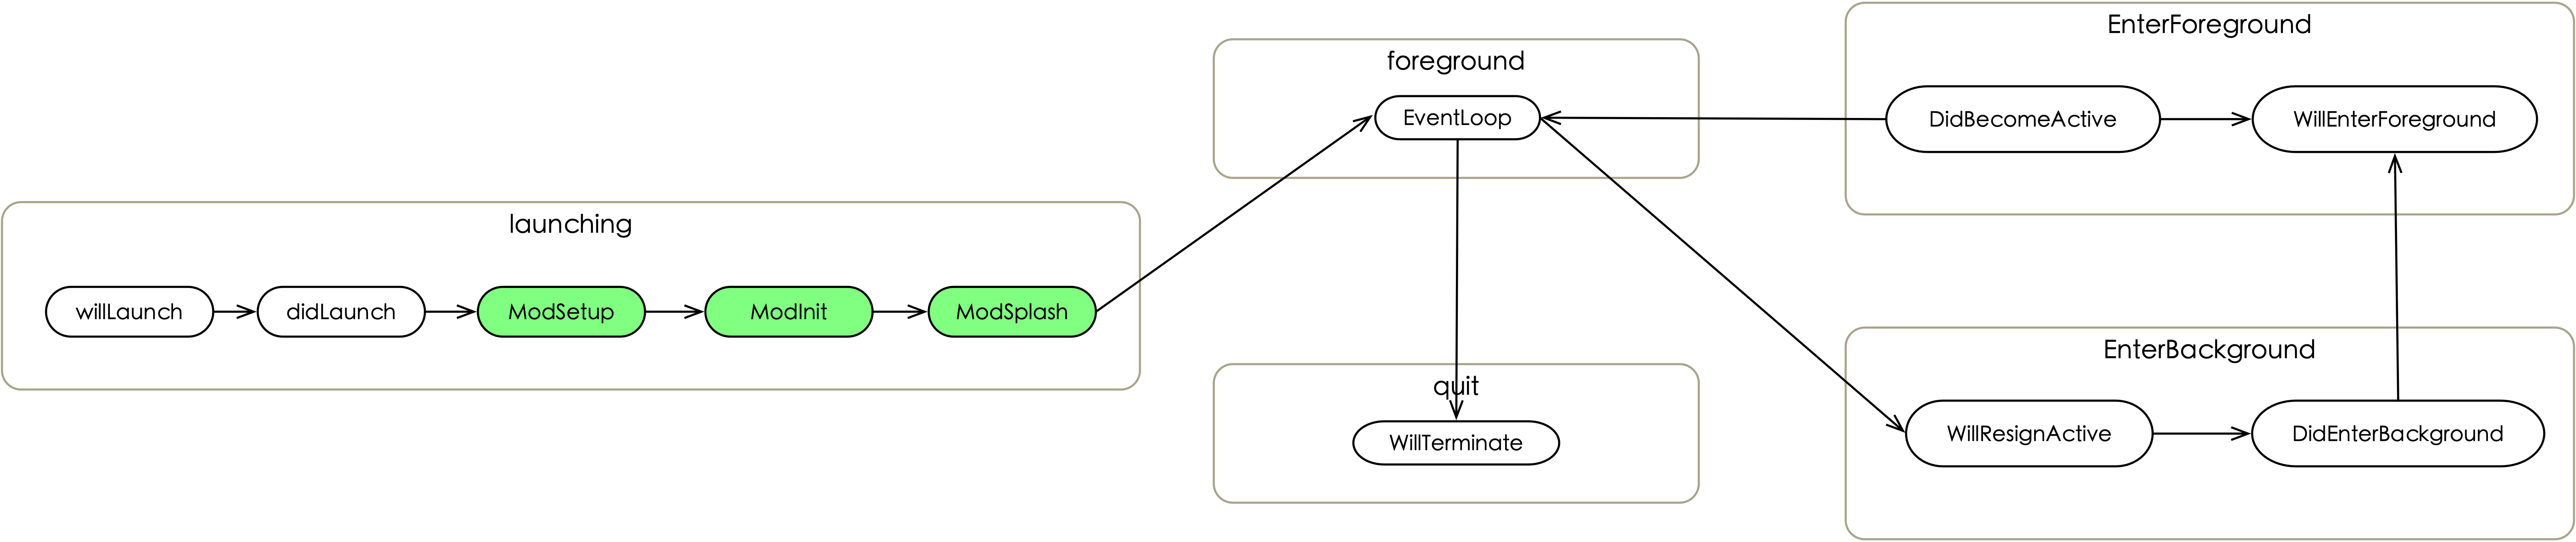 launching
willLaunch
didLaunch
ModSetup
ModInit
ModSplash
foreground
EventLoop
quit
WillTerminate
EnterForeground
DidBecomeActive
WillEnterForeground
EnterBackground
WillResignActive
DidEnterBackground